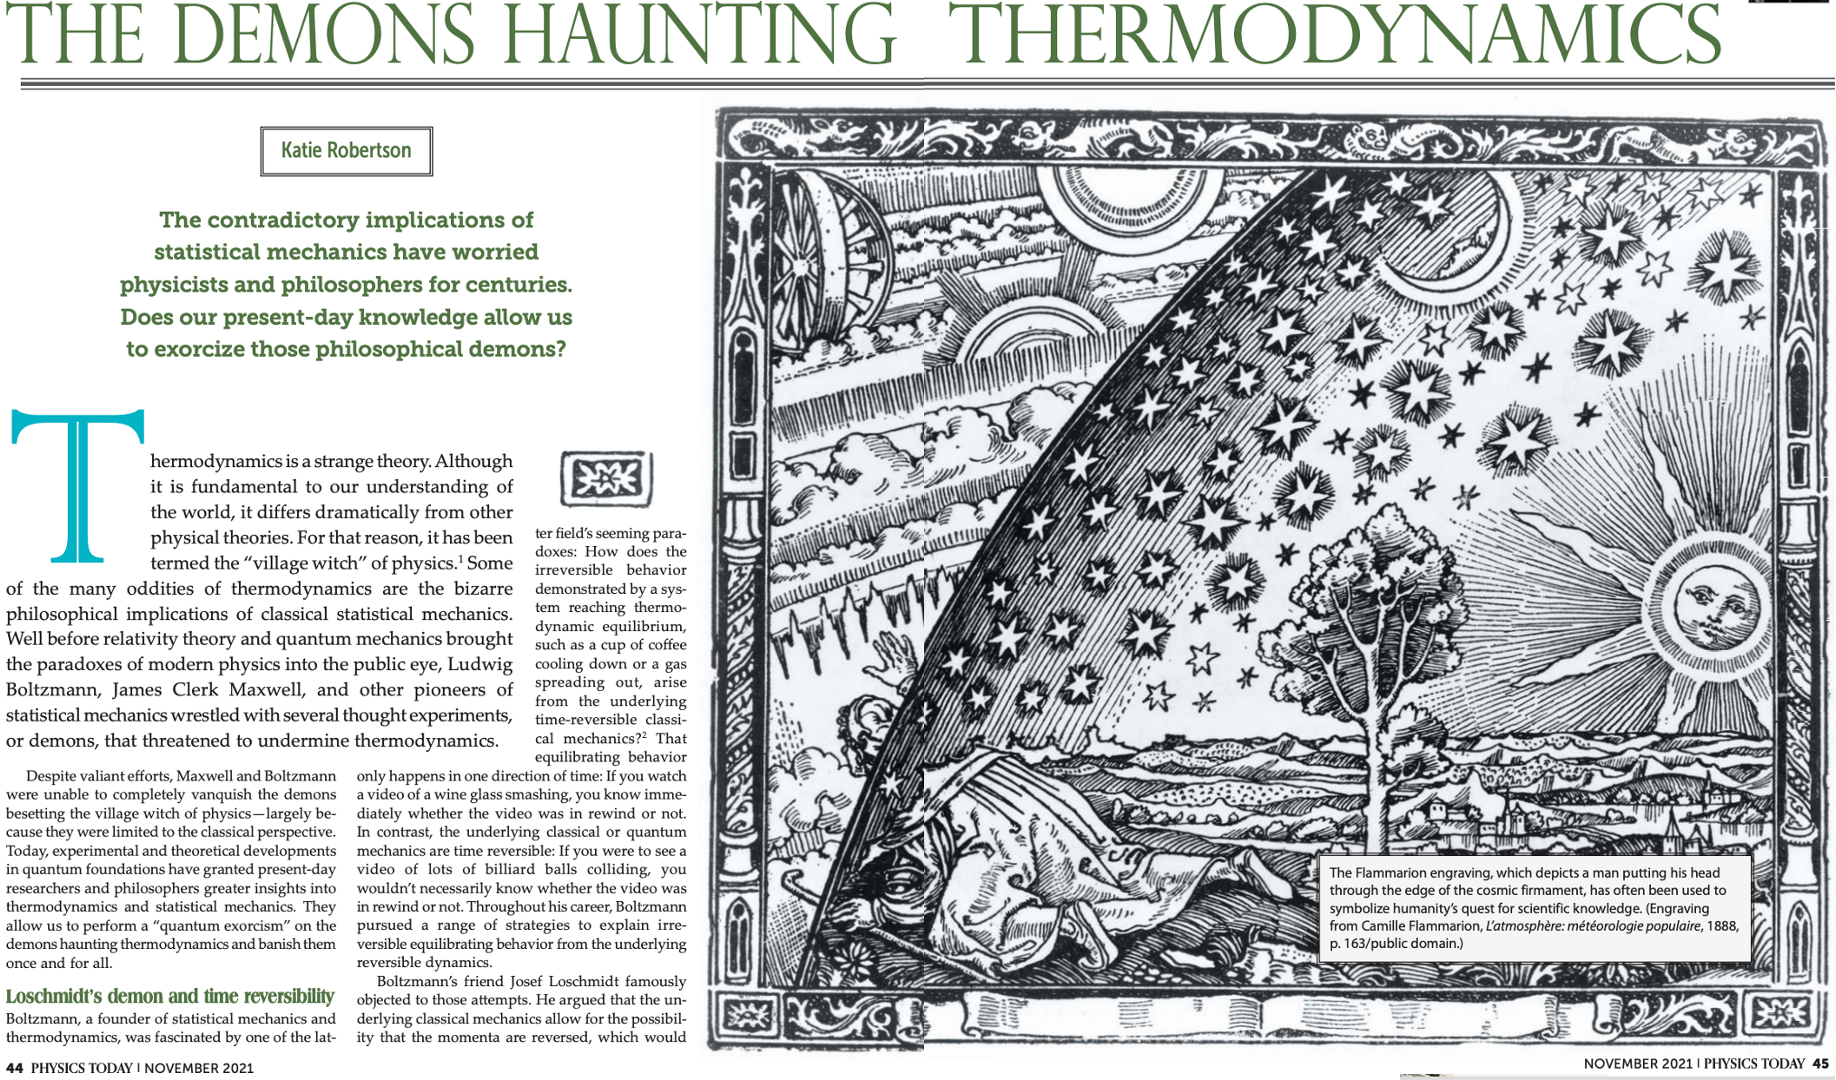 THE DEMONS HAUNTING THERMODYNAMICS
Katie Robertson
The contradictory implications of
statistical mechanics have worried
physicists and philosophers for centuries.
Does our present-day knowledge allow us
to exorcize those philosophical demons?
Thermodynamics is a strange theory. Although
it is fundamental to our understanding of
the world, it differs dramatically from other
physical theories. For that reason, it has been
termed the “village witch” of physics.¹ Some
of the many oddities of thermodynamics are the bizarre
philosophical implications of classical statistical mechanics.
Well before relativity theory and quantum mechanics brought
the paradoxes of modern physics into the public eye, Ludwig
Boltzmann, James Clerk Maxwell, and other pioneers of
statistical mechanics wrestled with several thought experiments,
or demons, that threatened to undermine thermodynamics.
Despite valiant efforts, Maxwell and Boltzmann
were unable to completely vanquish the demons
besetting the village witch of physics—largely be-
cause they were limited to the classical perspective.
Today, experimental and theoretical developments
in quantum foundations have granted present-day
researchers and philosophers greater insights into
thermodynamics and statistical mechanics. They
allow us to perform a “quantum exorcism” on the
demons haunting thermodynamics and banish them
once and for all.
Loschmidt’s demon and time reversibility
Boltzmann, a founder of statistical mechanics and
thermodynamics, was fascinated by one of the lat-
ter field’s seeming para-
doxes: How does the
irreversible behavior
demonstrated by a sys-
tem reaching thermo-
dynamic equilibrium,
such as a cup of coffee
cooling down or a gas
spreading out, arise
from the underlying
time-reversible classi-
cal mechanics?² That
equilibrating behavior
only happens in one direction of time: If you watch
a video of a wine glass smashing, you know imme-
diately whether the video was in rewind or not.
In contrast, the underlying classical or quantum
mechanics are time reversible: If you were to see a
video of lots of billiard balls colliding, you
wouldn’t necessarily know whether the video was
in rewind or not. Throughout his career, Boltzmann
pursued a range of strategies to explain irre-
versible equilibrating behavior from the underlying
reversible dynamics.
Boltzmann’s friend Josef Loschmidt famously
objected to those attempts. He argued that the un-
derlying classical mechanics allow for the possibil-
ity that the momenta are reversed, which would
The Flammarion engraving, which depicts a man putting his head
through the edge of the cosmic firmament, has often been used to
symbolize humanity’s quest for scientific knowledge. (Engraving
from Camille Flammarion, L’atmosphère: météorologie populaire, 1888,
p. 163/public domain.)
44 PHYSICS TODAY | NOVEMBER 2021
NOVEMBER 2021 | PHYSICS TODAY 45